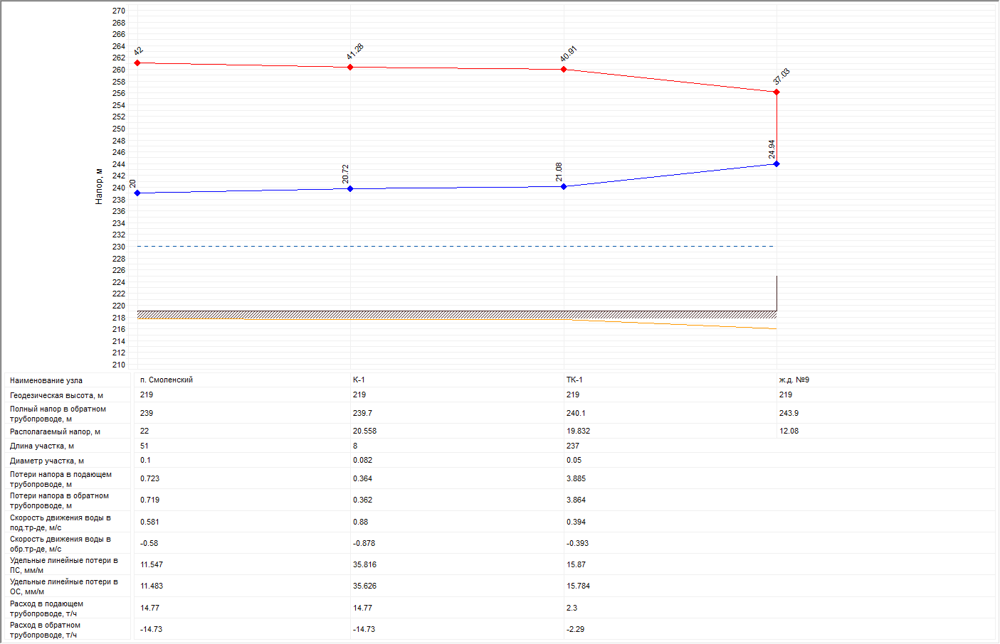 270
268
266
264
262
260
258
256
254
252
250
248
246
244
242
240
238
236
234
232
230
228
226
224
222
220
218
216
214
212
210
Напор, м
42
41.28
40.91
37.03
20
20.72
21.08
24.94
Наименование узла п. Смоленский К-1 ТК-1 ж.д. №9
Геодезическая высота, м 219 219 219 219
Полный напор в обратном
трубопроводе, м 239 239.7 240.1 243.9
Располагаемый напор, м 22 20.558 19.832 12.08
Длина участка, м 51 8 237
Диаметр участка, м 0.1 0.082 0.05
Потери напора в подающем
трубопроводе, м 0.723 0.364 3.885
Потери напора в обратном
трубопроводе, м 0.719 0.362 3.864
Скорость движения воды в
под.тр-де, м/с 0.581 0.88 0.394
Скорость движения воды в
обр.тр-де, м/с -0.58 -0.878 -0.393
Удельные линейные потери в
ПС, мм/м 11.547 35.816 15.87
Удельные линейные потери в
ОС, мм/м 11.483 35.626 15.784
Расход в подающем
трубопроводе, т/ч 14.77 14.77 2.3
Расход в обратном
трубопроводе, т/ч -14.73 -14.73 -2.29